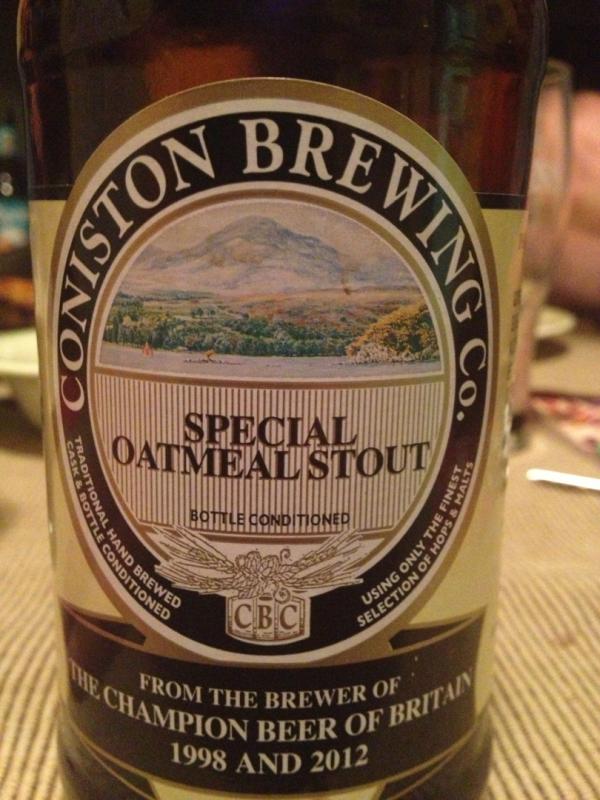 CONISTON BREWING Co.
SPECIAL
OATMEAL STOUT
BOTTLE CONDITIONED
TRADITIONAL HAND BREWED
CASK & BOTTLE CONDITIONED
USING ONLY THE FINEST
SELECTION OF HOPS & MALTS
CBC
FROM THE BREWER OF
THE CHAMPION BEER OF BRITAIN
1998 AND 2012